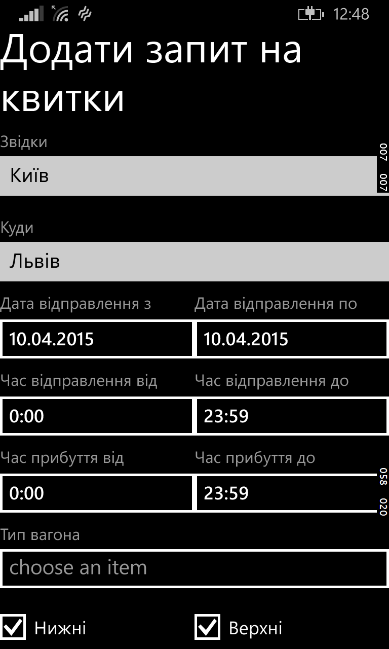 12:48
Додати запит на
квитки
Звідки
Київ
007 007
Куди
Львів
Дата відправлення з Дата відправлення по
10.04.2015 10.04.2015
Час відправлення від Час відправлення до
0:00 23:59
Час прибуття від Час прибуття до
0:00 23:59
058 020
Тип вагона
choose an item
Нижні Верхні